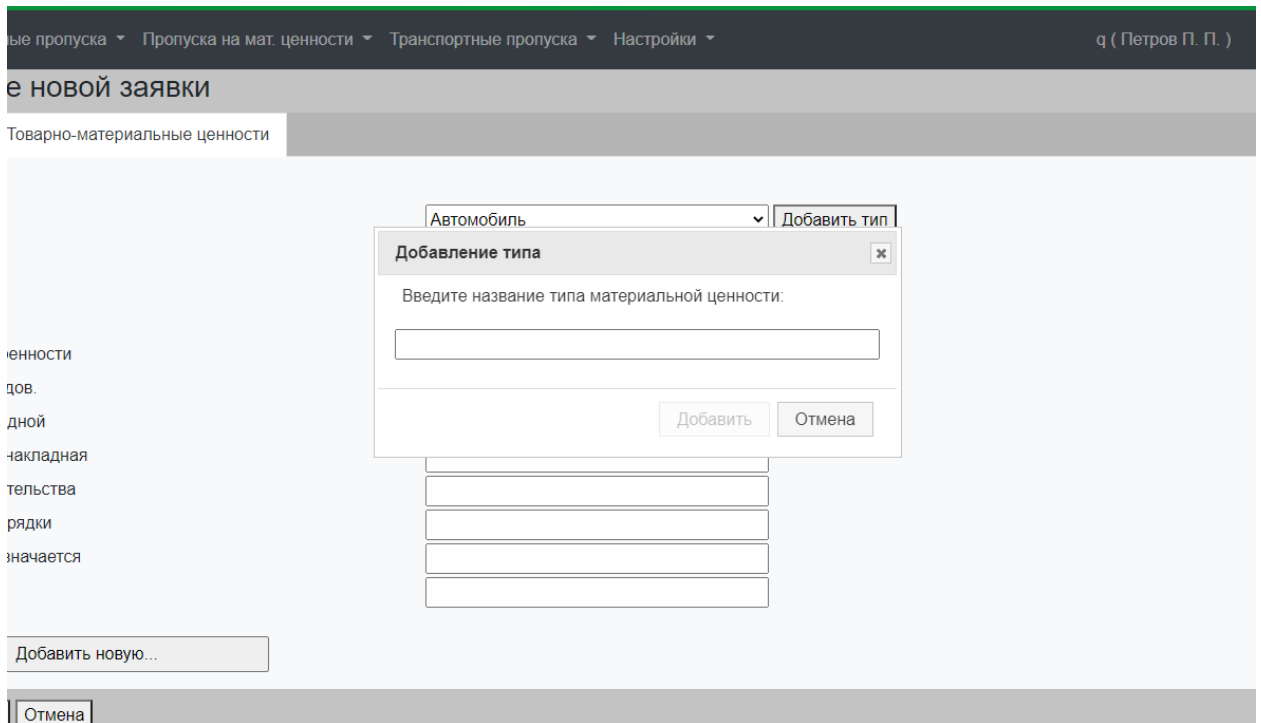 ые пропуска Пропуска на мат. ценности Транспортные пропуска Настройки q ( Петров П. П. )
е новой заявки
Товарно-материальные ценности
Автомобиль Добавить тип
Добавление типа
Введите название типа материальной ценности:
енности
дов.
дной
Добавить Отмена
накладная
тельства
рядки
значается
Добавить новую...
Отмена